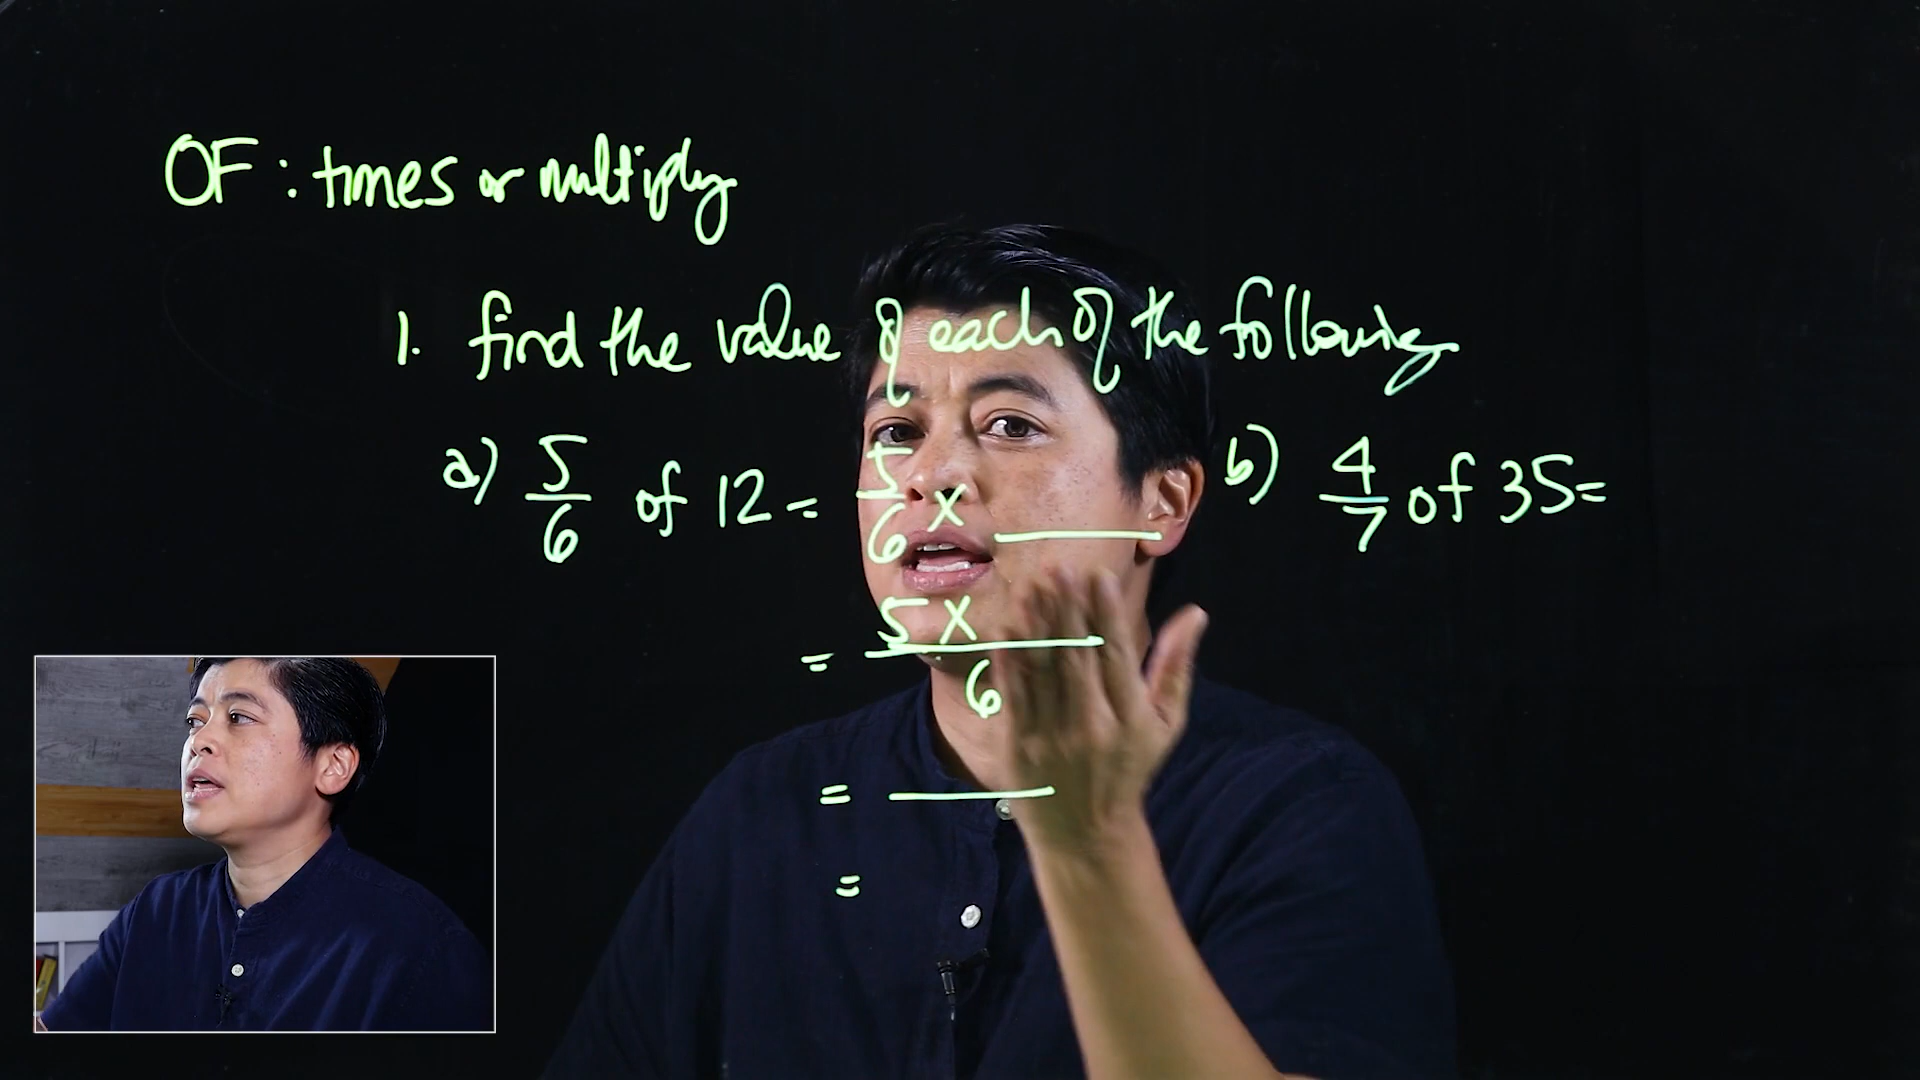 OF : times or multiply
1. find the value of each of the following
a) 5/6 of 12 = 5/6 x ____
= 5 x / 6
= ____
=
b) 4/7 of 35 =